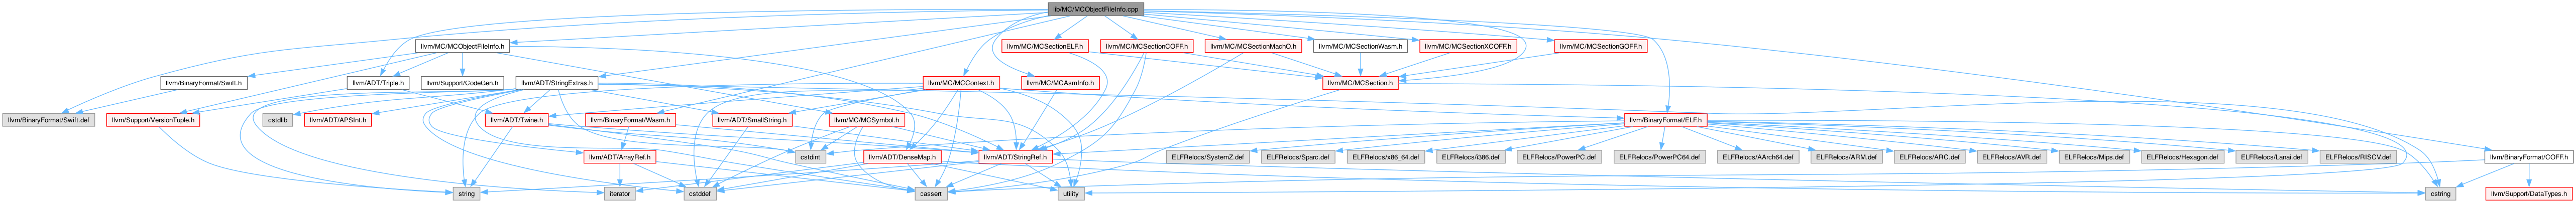 lib/MC/MCObjectFileInfo.cpp
llvm/MC/MCObjectFileInfo.h
llvm/MC/MCSectionELF.h
llvm/MC/MCSectionCOFF.h
llvm/MC/MCSectionMachO.h
llvm/MC/MCSectionWasm.h
llvm/MC/MCSectionXCOFF.h
llvm/MC/MCSectionGOFF.h
llvm/BinaryFormat/Swift.h
llvm/ADT/Triple.h
llvm/Support/CodeGen.h
llvm/ADT/StringExtras.h
llvm/MC/MCContext.h
llvm/MC/MCAsmInfo.h
llvm/MC/MCSection.h
llvm/BinaryFormat/Swift.def
llvm/Support/VersionTuple.h
cstdlib
llvm/ADT/APSInt.h
llvm/ADT/Twine.h
llvm/BinaryFormat/Wasm.h
llvm/ADT/SmallString.h
llvm/MC/MCSymbol.h
llvm/BinaryFormat/ELF.h
llvm/ADT/ArrayRef.h
cstdint
llvm/ADT/DenseMap.h
llvm/ADT/StringRef.h
ELFRelocs/SystemZ.def
ELFRelocs/Sparc.def
ELFRelocs/x86_64.def
ELFRelocs/i386.def
ELFRelocs/PowerPC.def
ELFRelocs/PowerPC64.def
ELFRelocs/AArch64.def
ELFRelocs/ARM.def
ELFRelocs/ARC.def
ELFRelocs/AVR.def
ELFRelocs/Mips.def
ELFRelocs/Hexagon.def
ELFRelocs/Lanai.def
ELFRelocs/RISCV.def
llvm/BinaryFormat/COFF.h
string
iterator
cstddef
cassert
utility
cstring
llvm/Support/DataTypes.h